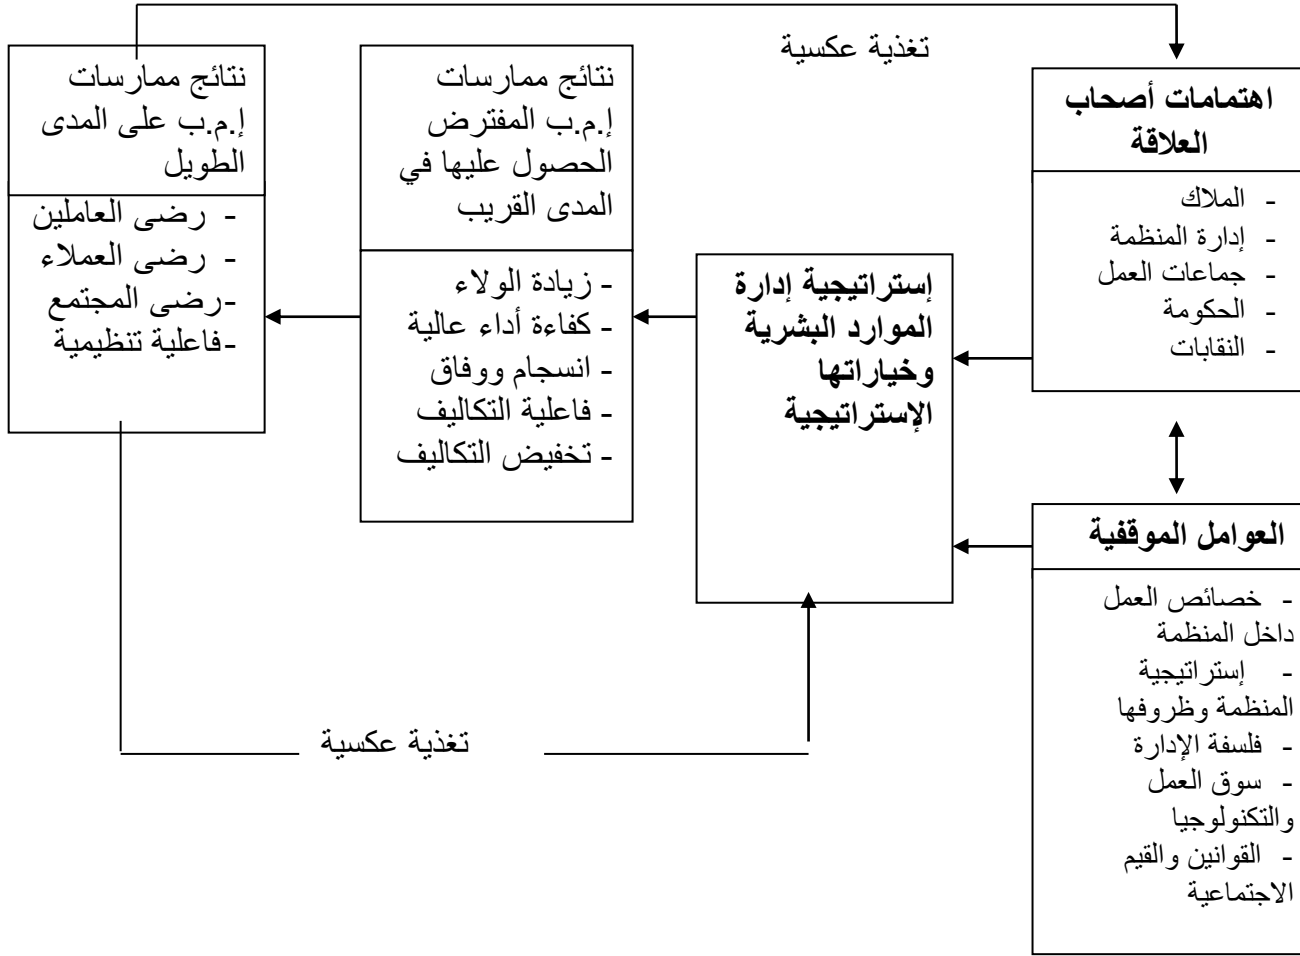 تغذية عكسية
اهتمامات أصحاب
العلاقة
- الملاك
- إدارة المنظمة
- جماعات العمل
- الحكومة
- النقابات
العوامل الموقفية
- خصائص العمل
داخل المنظمة
- إستراتيجية
المنظمة وظروفها
- فلسفة الإدارة
- سوق العمل
والتكنولوجيا
- القوانين والقيم
الاجتماعية
إستراتيجية إدارة
الموارد البشرية
وخياراتها
الإستراتيجية
نتائج ممارسات
إ.م.ب المفترض
الحصول عليها في
المدى القريب
- زيادة الولاء
- كفاءة أداء عالية
- انسجام ووفاق
- فاعلية التكاليف
- تخفيض التكاليف
نتائج ممارسات
إ.م.ب على المدى
الطويل
- رضى العاملين
- رضى العملاء
-رضى المجتمع
-فاعلية تنظيمية
تغذية عكسية